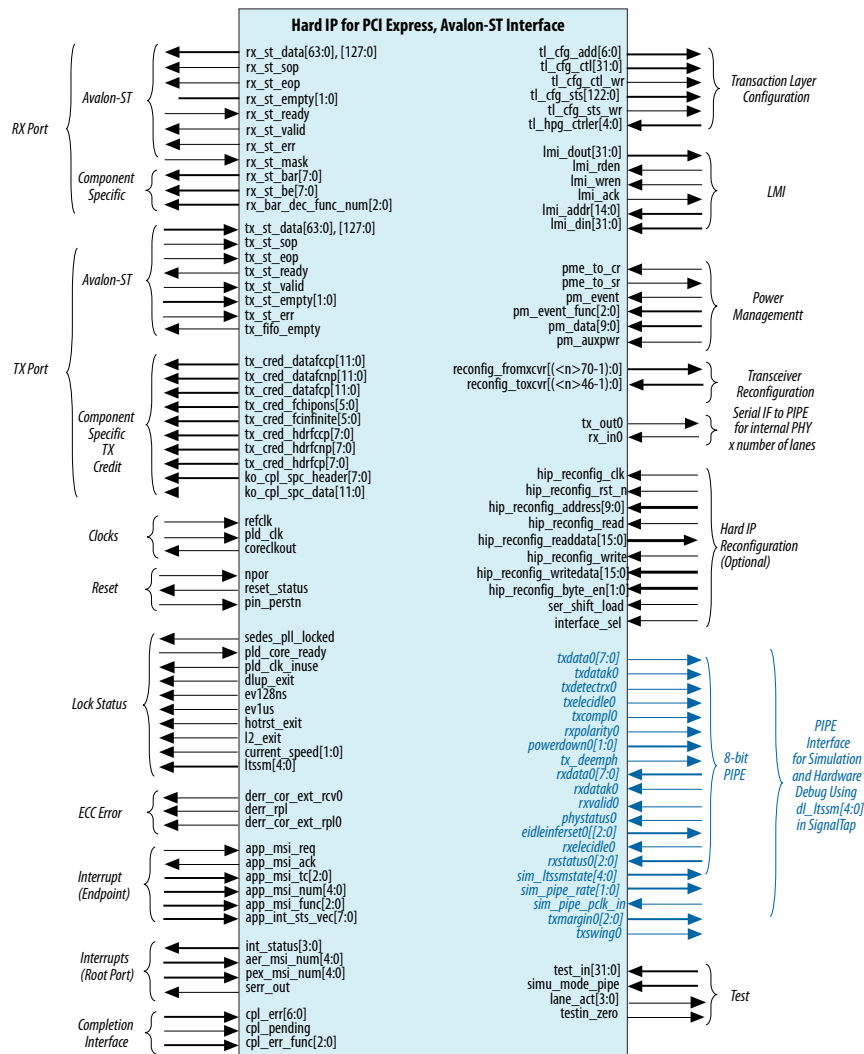 Hard IP for PCI Express, Avalon-ST Interface
RX Port
Avalon-ST
rx_st_data[63:0], [127:0]
rx_st_sop
rx_st_eop
rx_st_empty[1:0]
rx_st_ready
rx_st_valid
rx_st_err
Component
Specific
rx_st_mask
rx_st_bar[7:0]
rx_st_be[7:0]
rx_bar_dec_func_num[2:0]
TX Port
Avalon-ST
tx_st_data[63:0], [127:0]
tx_st_sop
tx_st_eop
tx_st_ready
tx_st_valid
tx_st_empty[1:0]
tx_st_err
tx_fifo_empty
Component
Specific
TX
Credit
tx_cred_datafccp[11:0]
tx_cred_datafcnp[11:0]
tx_cred_datafcp[11:0]
tx_cred_fchipons[5:0]
tx_cred_fcinfinite[5:0]
tx_cred_hdrfccp[7:0]
tx_cred_hdrfcnp[7:0]
tx_cred_hdrfcp[7:0]
ko_cpl_spc_header[7:0]
ko_cpl_spc_data[11:0]
Clocks
refclk
pld_clk
coreclkout
Reset
npor
reset_status
pin_perstn
Lock Status
sedes_pll_locked
pld_core_ready
pld_clk_inuse
dlup_exit
ev128ns
ev1us
hotrst_exit
l2_exit
current_speed[1:0]
ltssm[4:0]
ECC Error
derr_cor_ext_rcv0
derr_rpl
derr_cor_ext_rpl0
Interrupt
(Endpoint)
app_msi_req
app_msi_ack
app_msi_tc[2:0]
app_msi_num[4:0]
app_msi_func[2:0]
app_int_sts_vec[7:0]
Interrupts
(Root Port)
int_status[3:0]
aer_msi_num[4:0]
pex_msi_num[4:0]
serr_out
Completion
Interface
cpl_err[6:0]
cpl_pending
cpl_err_func[2:0]
tl_cfg_add[6:0]
tl_cfg_ctl[31:0]
tl_cfg_ctl_wr
tl_cfg_sts[122:0]
tl_cfg_sts_wr
tl_hpg_ctrler[4:0]
Transaction Layer
Configuration
lmi_dout[31:0]
lmi_rden
lmi_wren
lmi_ack
lmi_addr[14:0]
lmi_din[31:0]
LMI
pme_to_cr
pme_to_sr
pm_event
pm_event_func[2:0]
pm_data[9:0]
pm_auxpwr
Power
Managementt
reconfig_fromxcvr[(<n>70-1):0]
reconfig_toxcvr[(<n>46-1):0]
Transceiver
Reconfiguration
tx_out0
rx_in0
Serial IF to PIPE
for internal PHY
x number of lanes
hip_reconfig_clk
hip_reconfig_rst_n
hip_reconfig_address[9:0]
hip_reconfig_read
hip_reconfig_readdata[15:0]
hip_reconfig_write
hip_reconfig_writedata[15:0]
hip_reconfig_byte_en[1:0]
ser_shift_load
interface_sel
Hard IP
Reconfiguration
(Optional)
txdata0[7:0]
txdatak0
txdetectrx0
txelecidle0
txcompl0
rxpolarity0
powerdown0[1:0]
tx_deemph
rxdata0[7:0]
rxdatak0
rxvalid0
phystatus0
eidleinferset0[[2:0]
rxelecidle0
rxstatus0[2:0]
sim_ltssmstate[4:0]
sim_pipe_rate[1:0]
sim_pipe_pclk_in
txmargin0[2:0]
txswing0
8-bit
PIPE
PIPE
Interface
for Simulation
and Hardware
Debug Using
dl_ltssm[4:0]
in SignalTap
test_in[31:0]
simu_mode_pipe
lane_act[3:0]
testin_zero
Test